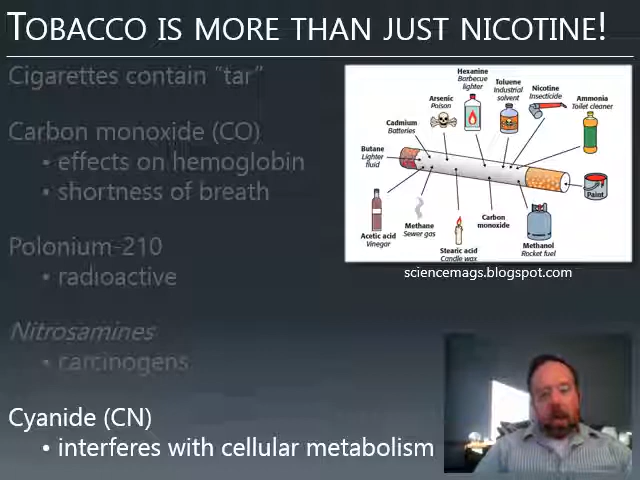 TOBACCO IS MORE THAN JUST NICOTINE!
Cigarettes contain "tar"
Carbon monoxide (CO)
• effects on hemoglobin
• shortness of breath
Polonium-210
• radioactive
Nitrosamines
• carcinogens
Cyanide (CN)
• interferes with cellular metabolism
Hexanine
Barbecue
lighter
Toluene
Industrial
solvent
Nicotine
Insecticide
Arsenic
Poison
Ammonia
Toilet cleaner
Cadmium
Batteries
Butane
Lighter
fluid
Paint
Acetic acid
Vinegar
Methane
Sewer gas
Stearic acid
Candle wax
Carbon
monoxide
Methanol
Rocket fuel
sciencemags.blogspot.com